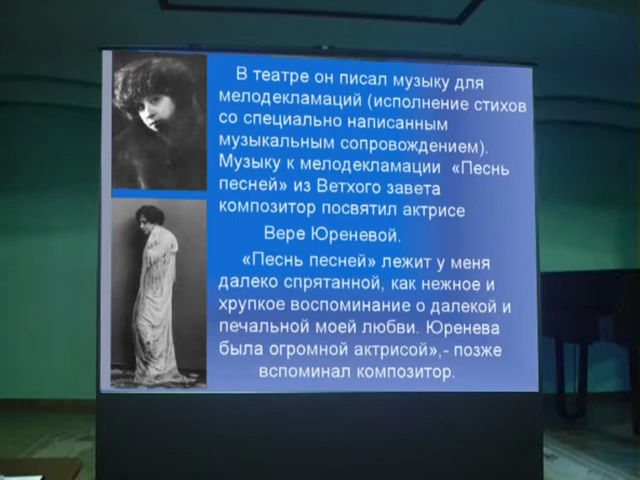 В театре он писал музыку для
мелодекламаций (исполнение стихов
со специально написанным
музыкальным сопровождением).
Музыку к мелодекламации «Песнь
песней» из Ветхого завета
композитор посвятил актрисе
Вере Юреневой.
«Песнь песней» лежит у меня
далеко спрятанной, как нежное и
хрупкое воспоминание о далекой и
печальной моей любви. Юренева
была огромной актрисой»,- позже
вспоминал композитор.